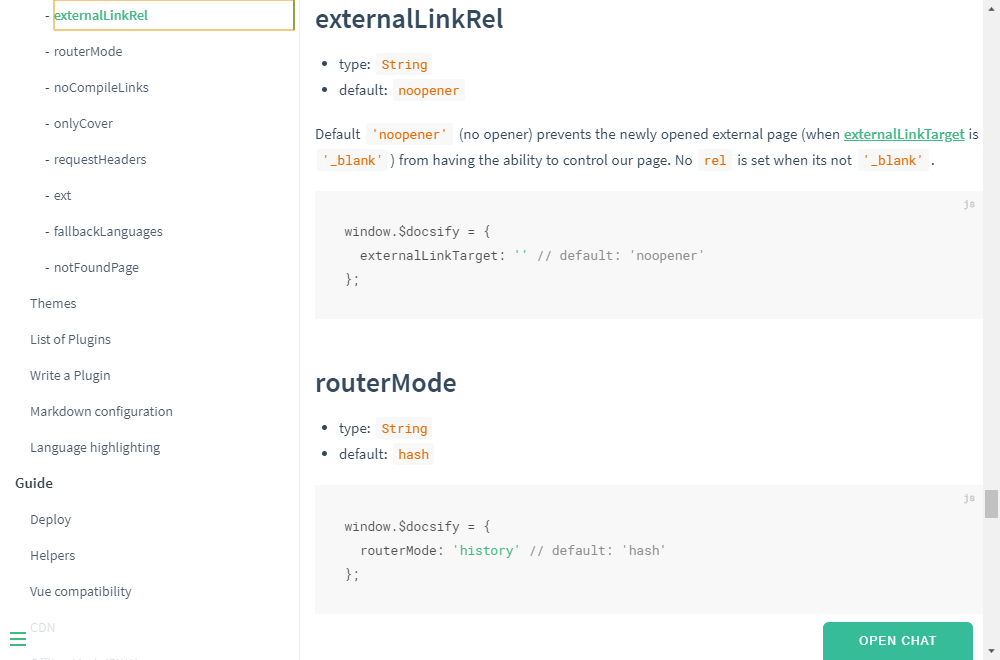 - externalLinkRel
- routerMode
- noCompileLinks
- onlyCover
- requestHeaders
- ext
- fallbackLanguages
- notFoundPage
Themes
List of Plugins
Write a Plugin
Markdown configuration
Language highlighting
Guide
Deploy
Helpers
Vue compatibility
CDN
externalLinkRel
• type: String
• default: noopener
Default 'noopener' (no opener) prevents the newly opened external page (when externalLinkTarget is
'_blank' ) from having the ability to control our page. No rel is set when its not '_blank' .
js
window.$docsify = {
  externalLinkTarget: '' // default: 'noopener'
};
routerMode
• type: String
• default: hash
js
window.$docsify = {
  routerMode: 'history' // default: 'hash'
};
OPEN CHAT